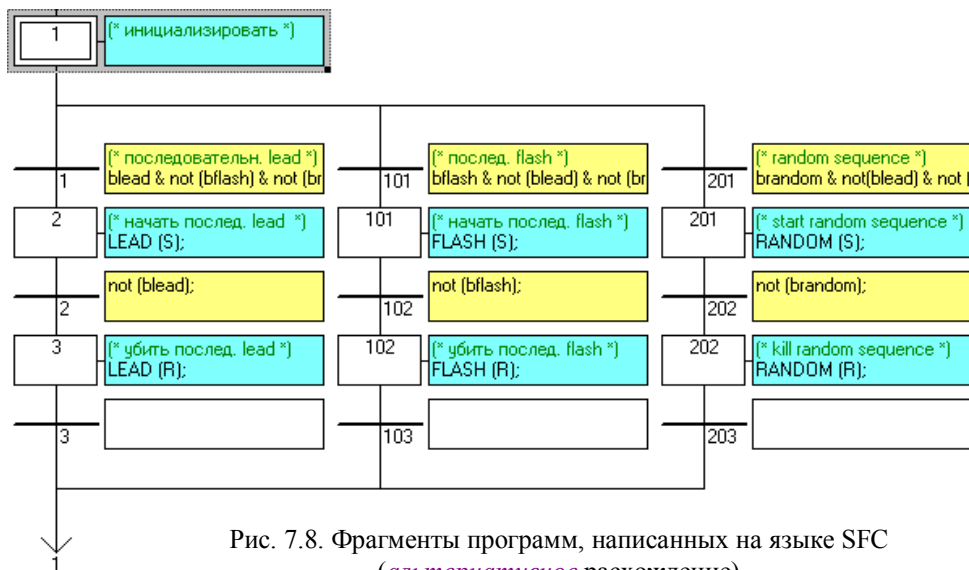 1
(* инициализировать *)
(* последовательн. lead *)
blead & not (bflash) & not (br
1
(* послед. flash *)
bflash & not (blead) & not (br
101
(* random sequence *)
brandom & not(blead) & not (
201
2
(* начать послед. lead *)
LEAD (S);
101
(* начать послед. flash *)
FLASH (S);
201
(* start random sequence *)
RANDOM (S);
not (blead);
2
not (bflash);
102
not (brandom);
202
3
(* убить послед. lead *)
LEAD (R);
102
(* убить послед. flash *)
FLASH (R);
202
(* kill random sequence *)
RANDOM (R);
3
103
203
1
Рис. 7.8. Фрагменты программ, написанных на языке SFC
(альтернативное расхождение)